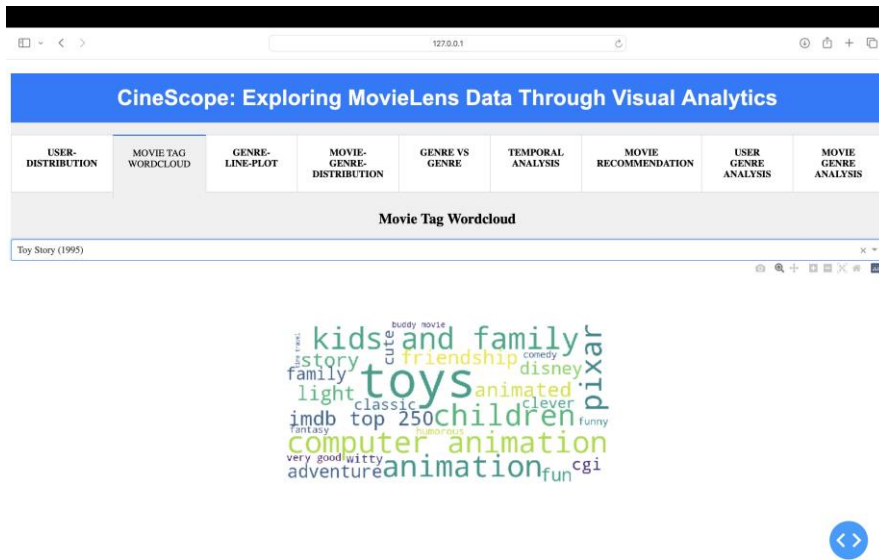 127.0.0.1
CineScope: Exploring MovieLens Data Through Visual Analytics
USER-
DISTRIBUTION
MOVIE TAG
WORDCLOUD
GENRE-
LINE-PLOT
MOVIE-
GENRE-
DISTRIBUTION
GENRE VS
GENRE
TEMPORAL
ANALYSIS
MOVIE
RECOMMENDATION
USER
GENRE
ANALYSIS
MOVIE
GENRE
ANALYSIS
Movie Tag Wordcloud
Toy Story (1995)
buddy movie
time travel
kids and family
cute
story
friendship
comedy
disney
pixar
family
toys
light
animated
classic
clever
imdb top 250
children
funny
fantasy
humorous
computer animation
very good
witty
cgi
adventure
animation
fun